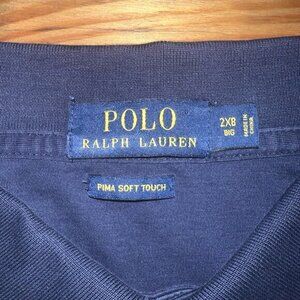 POLO
RALPH LAUREN
2XB
BIG
MADE IN
CHINA
PIMA SOFT TOUCH